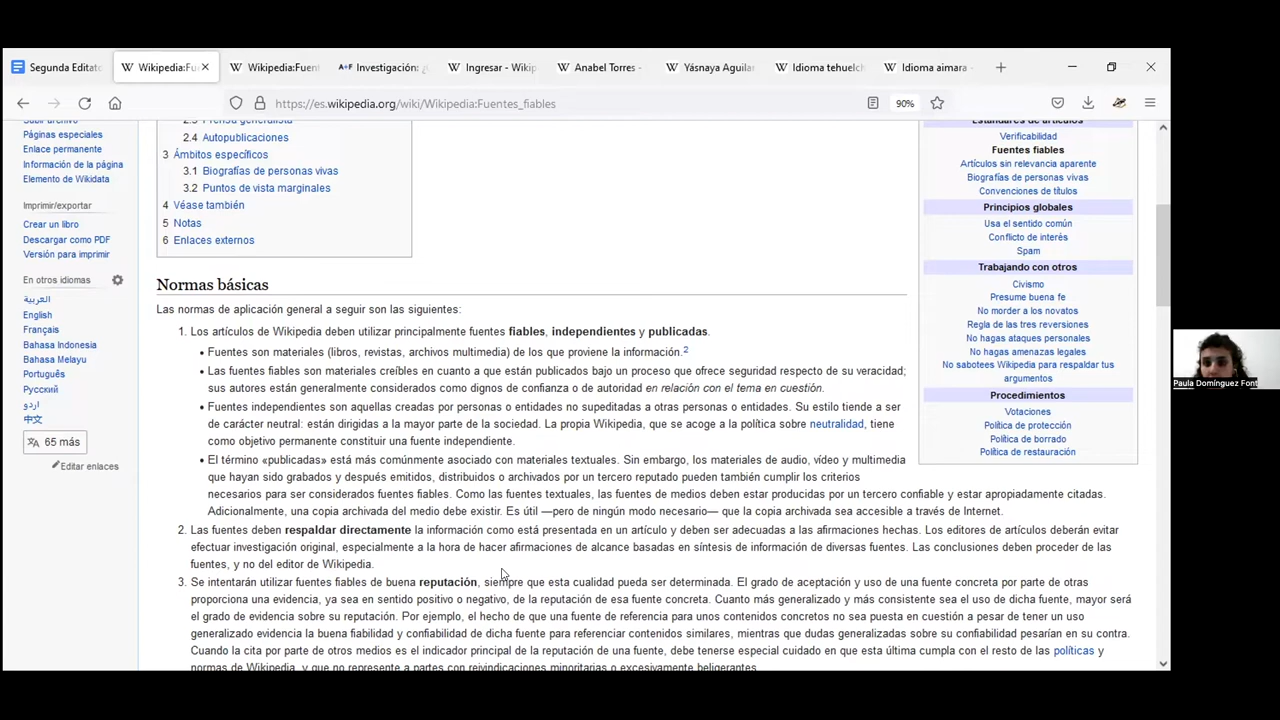 Segunda Editato
Wikipedia:Fue
Wikipedia:Fuent
A+F Investigación: ¿
Ingresar - Wikip
Anabel Torres -
Yásnaya Aguilar
Idioma tehuelch
Idioma aimara -
https://es.wikipedia.org/wiki/Wikipedia:Fuentes_fiables
90%
Subir archivo
Páginas especiales
Enlace permanente
Información de la página
Elemento de Wikidata
Imprimir/exportar
Crear un libro
Descargar como PDF
Versión para imprimir
En otros idiomas
العربية
English
Français
Bahasa Indonesia
Bahasa Melayu
Português
Русский
اردو
中文
65 más
Editar enlaces
2.3 Prensa generalista
2.4 Autopublicaciones
3 Ámbitos específicos
3.1 Biografías de personas vivas
3.2 Puntos de vista marginales
4 Véase también
5 Notas
6 Enlaces externos
Normas básicas
Las normas de aplicación general a seguir son las siguientes:
1. Los artículos de Wikipedia deben utilizar principalmente fuentes fiables, independientes y publicadas.
• Fuentes son materiales (libros, revistas, archivos multimedia) de los que proviene la información.2
• Las fuentes fiables son materiales creíbles en cuanto a que están publicados bajo un proceso que ofrece seguridad respecto de su veracidad;
sus autores están generalmente considerados como dignos de confianza o de autoridad en relación con el tema en cuestión.
• Fuentes independientes son aquellas creadas por personas o entidades no supeditadas a otras personas o entidades. Su estilo tiende a ser
de carácter neutral: están dirigidas a la mayor parte de la sociedad. La propia Wikipedia, que se acoge a la política sobre neutralidad, tiene
como objetivo permanente constituir una fuente independiente.
• El término «publicadas» está más comúnmente asociado con materiales textuales. Sin embargo, los materiales de audio, vídeo y multimedia
que hayan sido grabados y después emitidos, distribuidos o archivados por un tercero reputado pueden también cumplir los criterios
necesarios para ser considerados fuentes fiables. Como las fuentes textuales, las fuentes de medios deben estar producidas por un tercero confiable y estar apropiadamente citadas.
Adicionalmente, una copia archivada del medio debe existir. Es útil —pero de ningún modo necesario— que la copia archivada sea accesible a través de Internet.
2. Las fuentes deben respaldar directamente la información como está presentada en un artículo y deben ser adecuadas a las afirmaciones hechas. Los editores de artículos deberán evitar
efectuar investigación original, especialmente a la hora de hacer afirmaciones de alcance basadas en síntesis de información de diversas fuentes. Las conclusiones deben proceder de las
fuentes, y no del editor de Wikipedia.
3. Se intentarán utilizar fuentes fiables de buena reputación, siempre que esta cualidad pueda ser determinada. El grado de aceptación y uso de una fuente concreta por parte de otras
proporciona una evidencia, ya sea en sentido positivo o negativo, de la reputación de esa fuente concreta. Cuanto más generalizado y más consistente sea el uso de dicha fuente, mayor será
el grado de evidencia sobre su reputación. Por ejemplo, el hecho de que una fuente de referencia para unos contenidos concretos no sea puesta en cuestión a pesar de tener un uso
generalizado evidencia la buena fiabilidad y confiabilidad de dicha fuente para referenciar contenidos similares, mientras que dudas generalizadas sobre su confiabilidad pesarían en su contra.
Cuando la cita por parte de otros medios es el indicador principal de la reputación de una fuente, debe tenerse especial cuidado en que esta última cumpla con el resto de las políticas y
normas de Wikipedia, y que no represente a partes con reivindicaciones minoritarias o excesivamente beligerantes.
Estándares de artículos
Verificabilidad
Fuentes fiables
Artículos sin relevancia aparente
Biografías de personas vivas
Convenciones de títulos
Principios globales
Usa el sentido común
Conflicto de interés
Spam
Trabajando con otros
Civismo
Presume buena fe
No morder a los novatos
Regla de las tres reversiones
No hagas ataques personales
No hagas amenazas legales
No sabotees Wikipedia para respaldar tus
argumentos
Procedimientos
Votaciones
Política de protección
Política de borrado
Política de restauración
Paula Domínguez Font